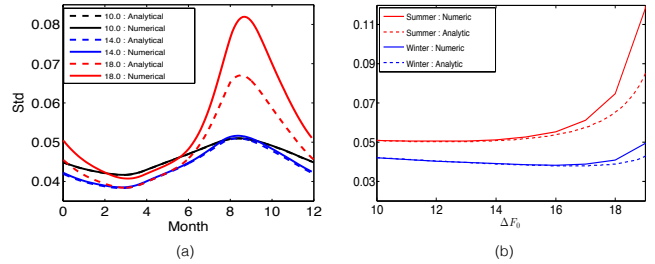 10.0 : Analytical
10.0 : Numerical
14.0 : Analytical
14.0 : Numerical
18.0 : Analytical
18.0 : Numerical
0.08
0.07
0.06
0.05
0.04
Std
0 2 4 6 8 10 12
Month
(a)
Summer : Numeric
Summer : Analytic
Winter : Numeric
Winter : Analytic
0.11
0.09
0.07
0.05
0.03
10 12 14 16 18
ΔF₀
(b)